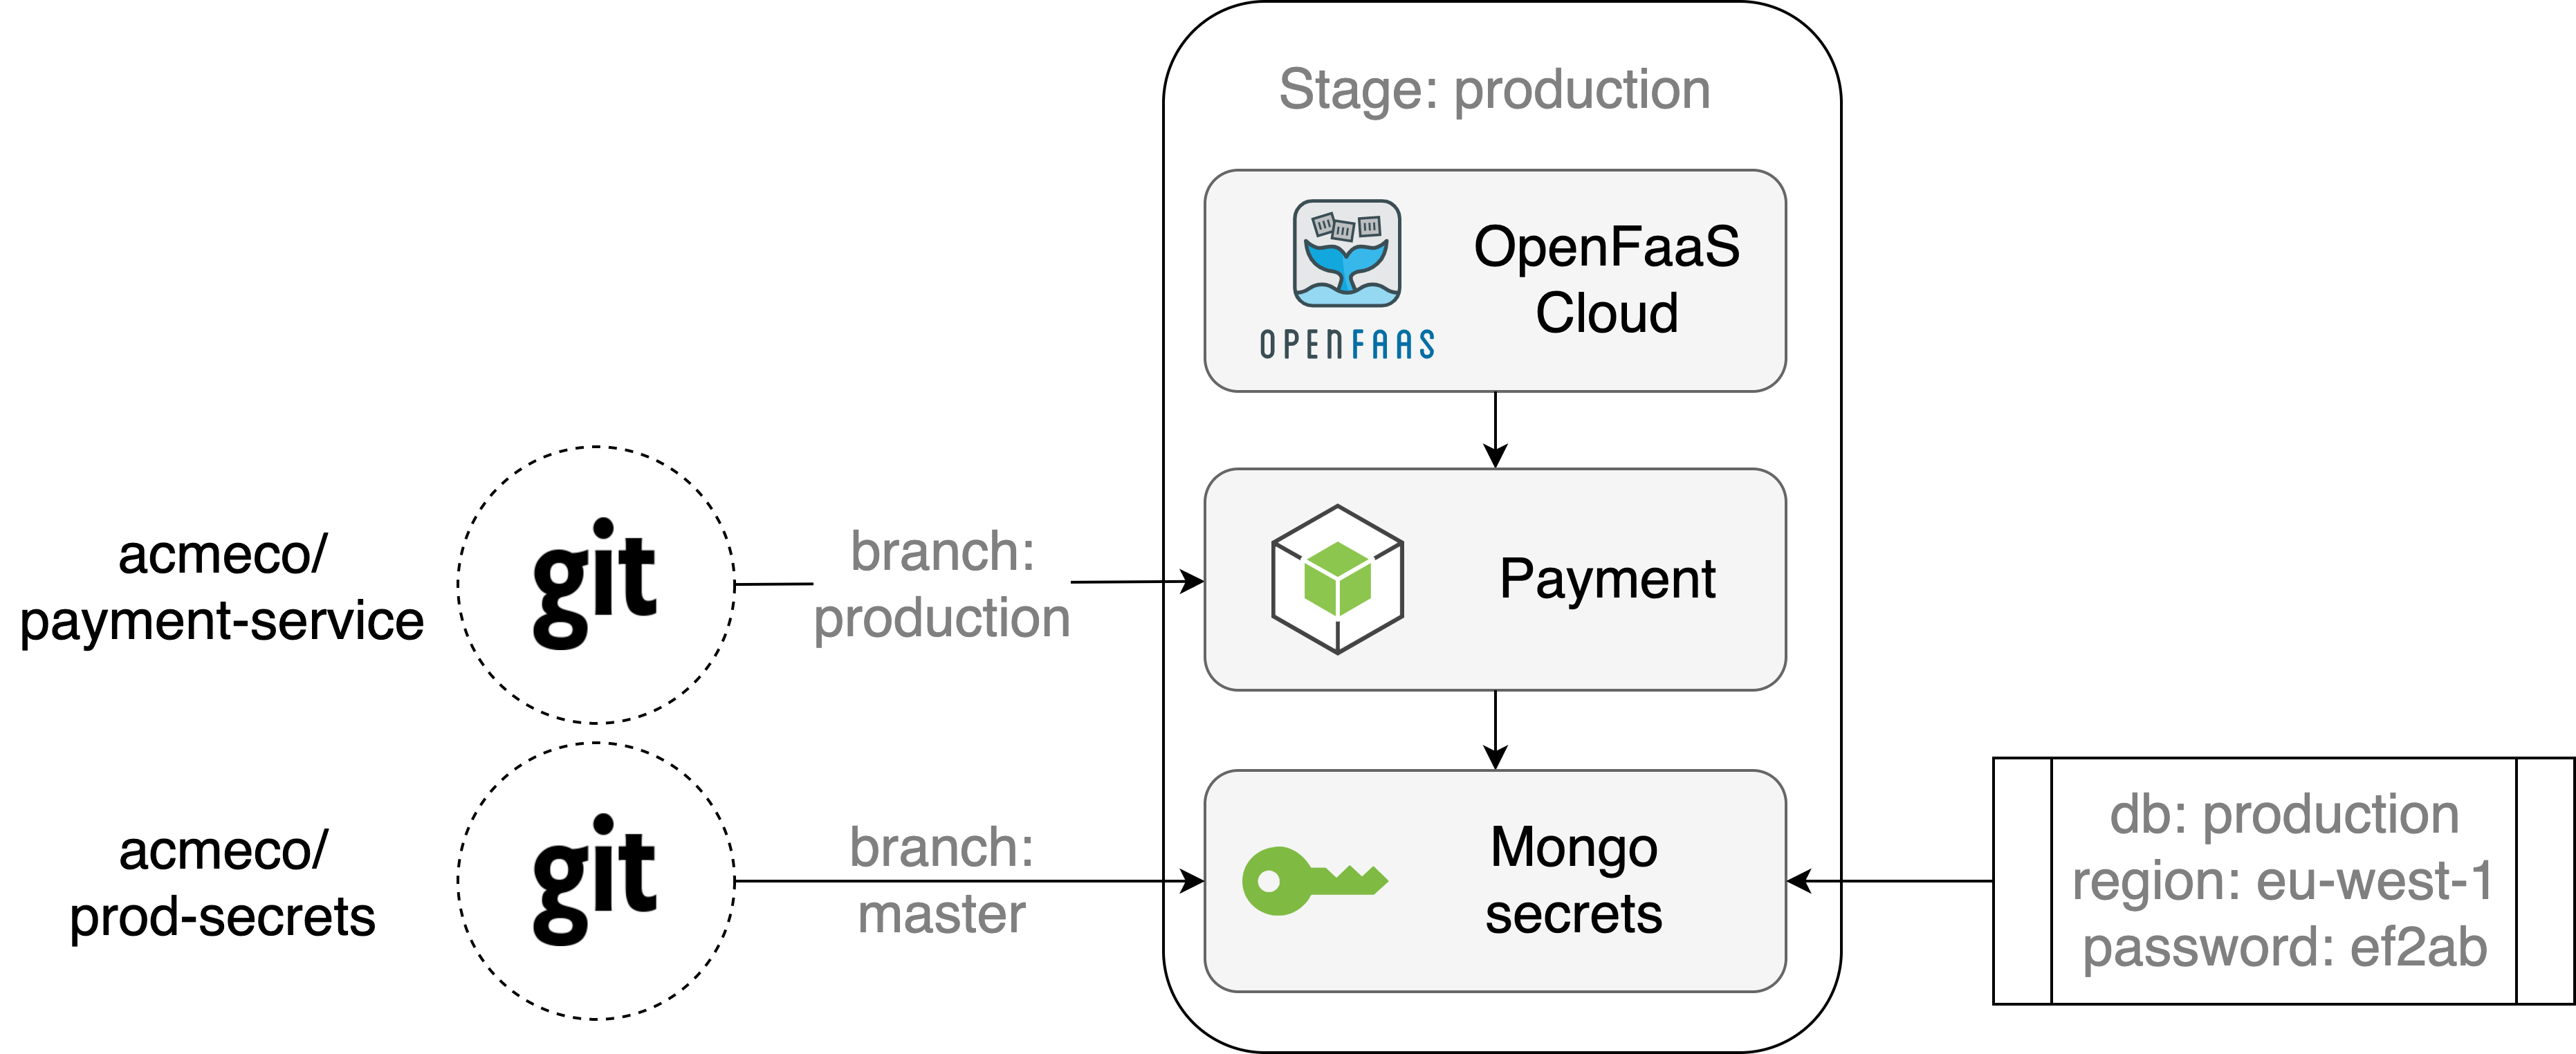 Stage: production
OPENFAAS
OpenFaaS
Cloud
acmeco/
payment-service
git
branch:
production
Payment
acmeco/
prod-secrets
git
branch:
master
Mongo
secrets
db: production
region: eu-west-1
password: ef2ab